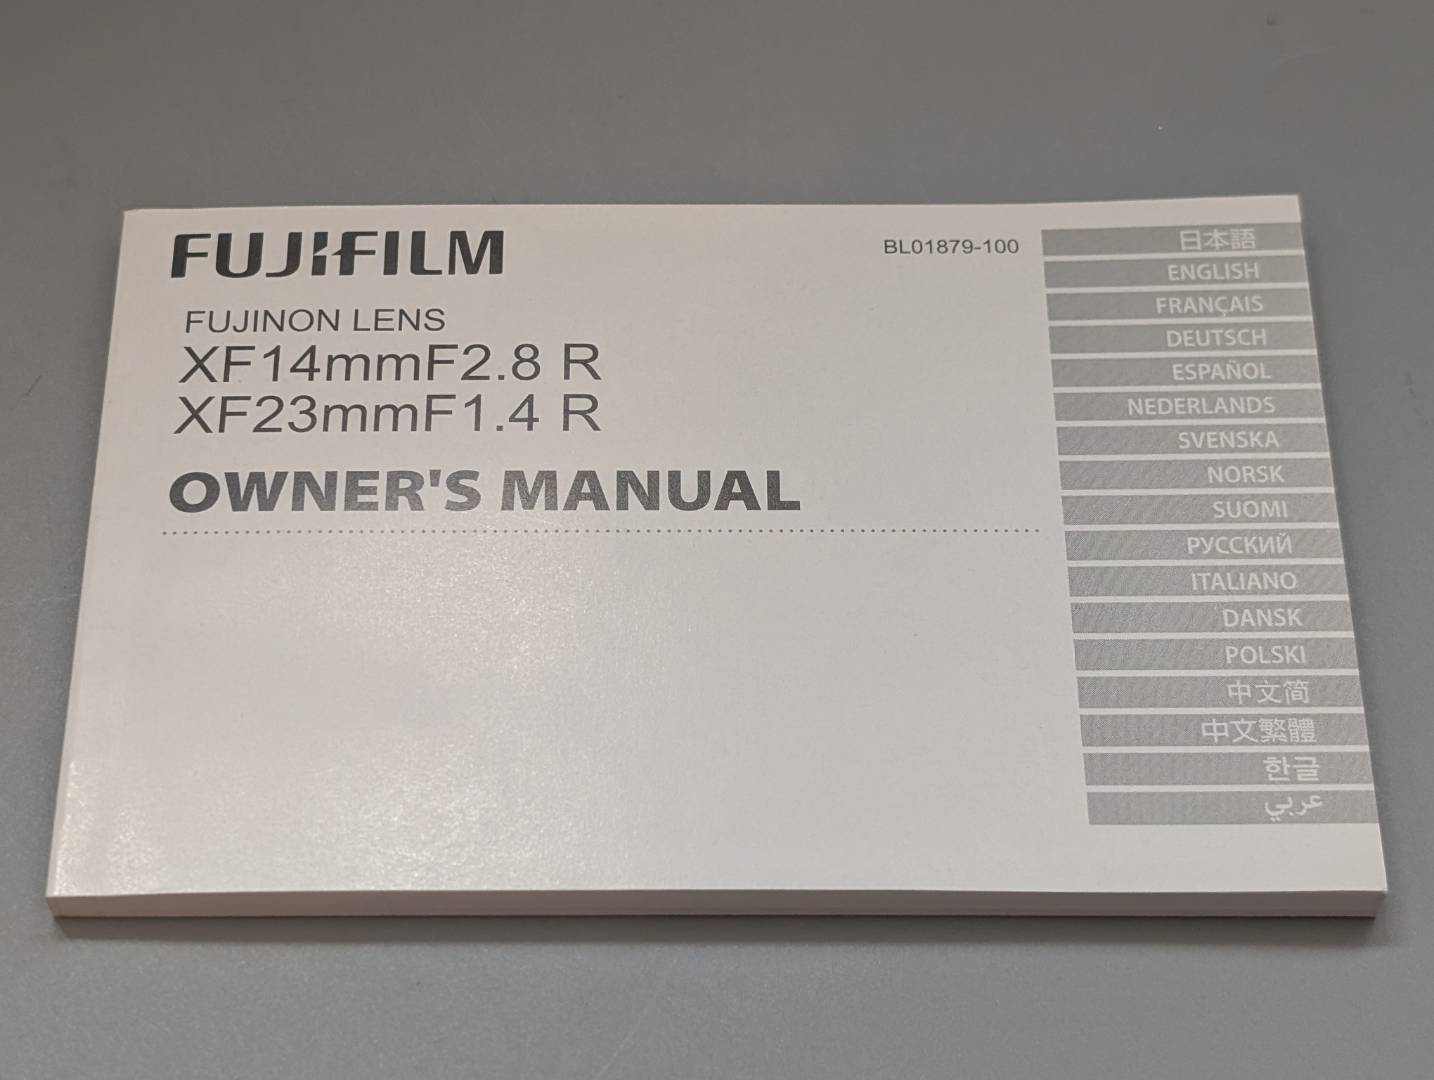 FUJIFILM
BL01879-100
FUJINON LENS
XF14mmF2.8 R
XF23mmF1.4 R
OWNER'S MANUAL
日本語
ENGLISH
FRANÇAIS
DEUTSCH
ESPAÑOL
NEDERLANDS
SVENSKA
NORSK
SUOMI
РУССКИЙ
ITALIANO
DANSK
POLSKI
中文简
中文繁體
한글
عربي